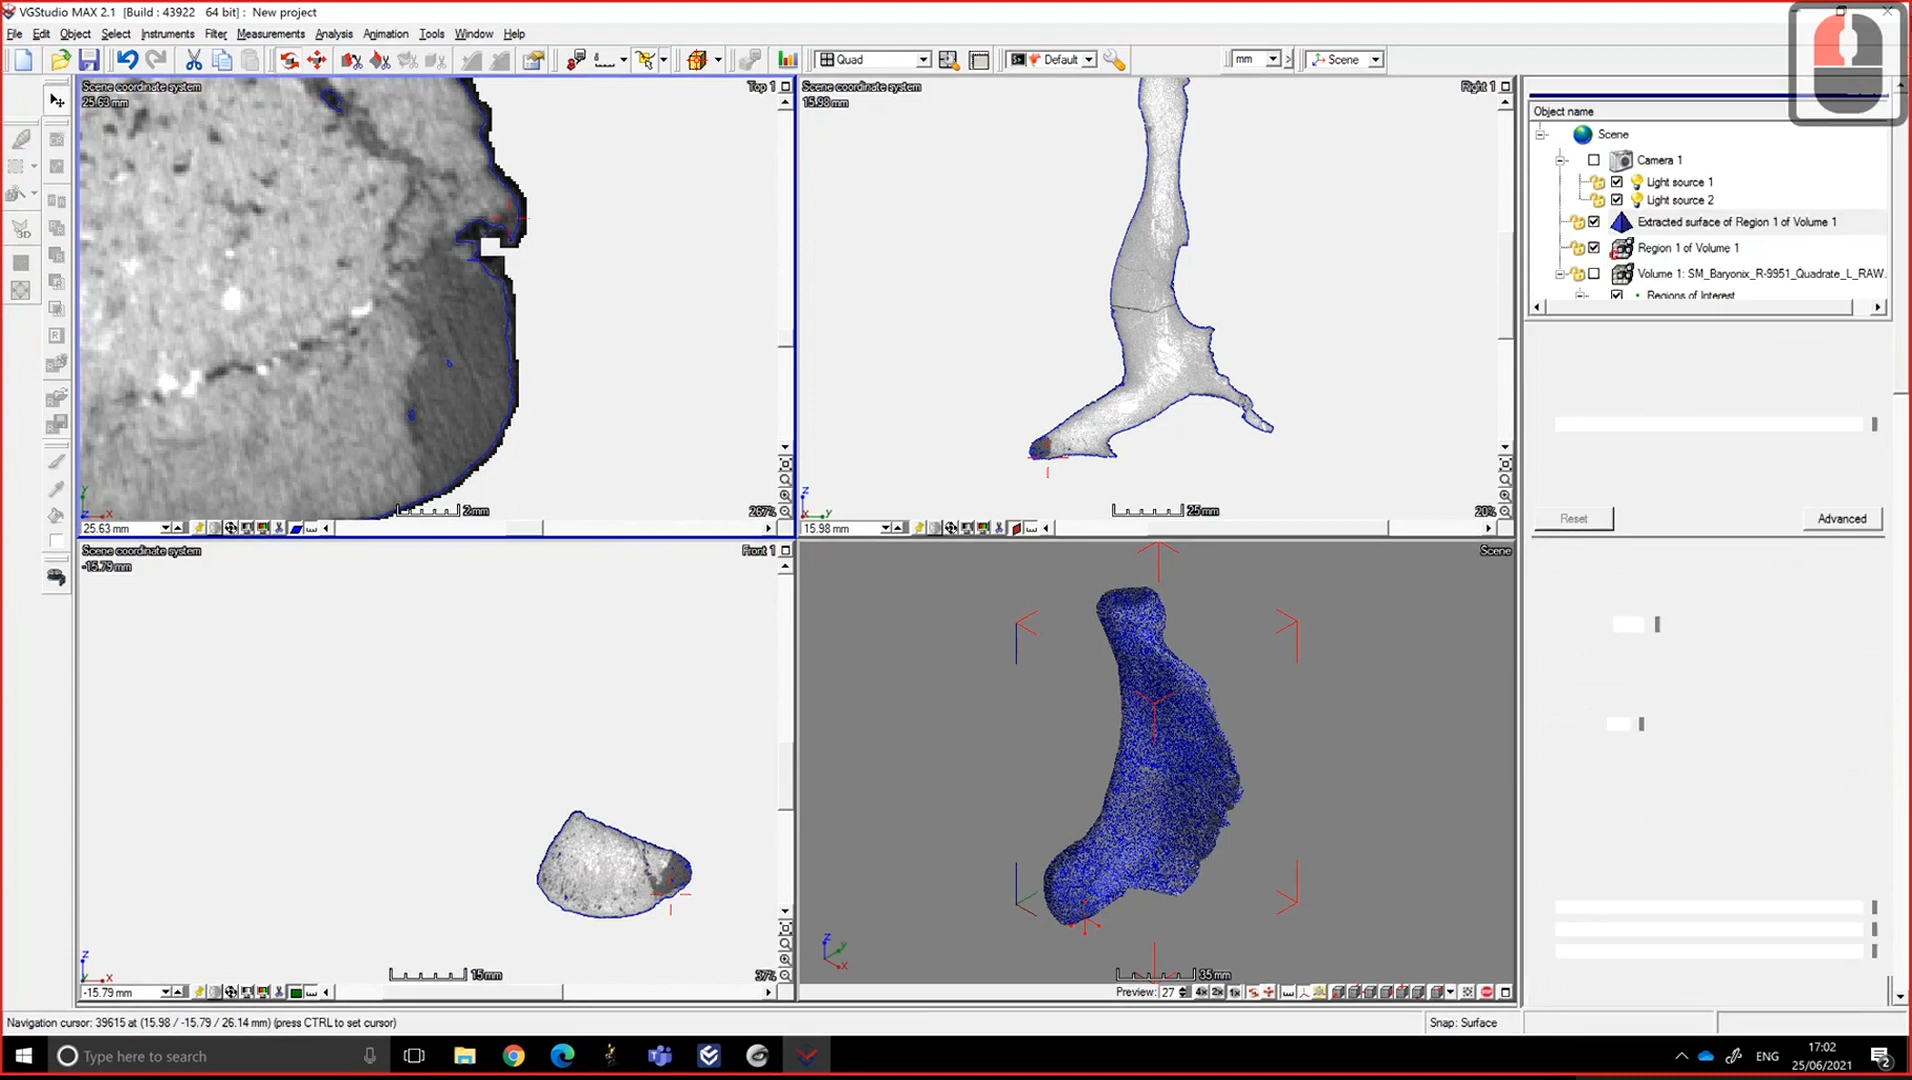 VGStudio MAX 2.1 [Build : 43922 64 bit] : New project
File Edit Object Select Instruments Filter Measurements Analysis Animation Tools Window Help
Quad
Default
mm
Scene
Scene coordinate system
25.63 mm
Top 1
2mm
267%
25.63 mm
Scene coordinate system
15.98 mm
Right 1
25mm
20%
15.98 mm
Object name
Scene
Camera 1
Light source 1
Light source 2
Extracted surface of Region 1 of Volume 1
Region 1 of Volume 1
Volume 1: SM_Baryonix_R-9951_Quadrate_L_RAW.
Regions of Interest
Reset
Advanced
Scene coordinate system
-15.79 mm
Front 1
15mm
37%
-15.79 mm
Scene
35mm
Preview: 27
4x 2x 1x
Navigation cursor: 39615 at (15.98 / -15.79 / 26.14 mm) (press CTRL to set cursor)
Snap: Surface
Type here to search
ENG
17:02
25/06/2021
2